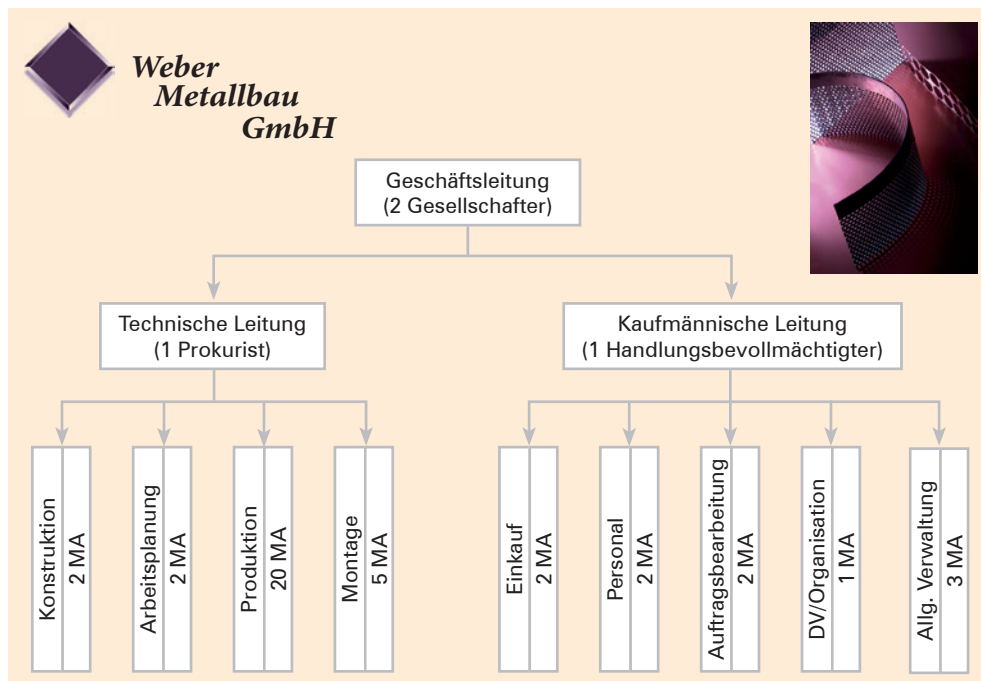 Weber
Metallbau
GmbH
Geschäftsleitung
(2 Gesellschafter)
Technische Leitung
(1 Prokurist)
Kaufmännische Leitung
(1 Handlungsbevollmächtigter)
Konstruktion
2 MA
Arbeitsplanung
2 MA
Produktion
20 MA
Montage
5 MA
Einkauf
2 MA
Personal
2 MA
Auftragsbearbeitung
2 MA
DV/Organisation
1 MA
Allg. Verwaltung
3 MA